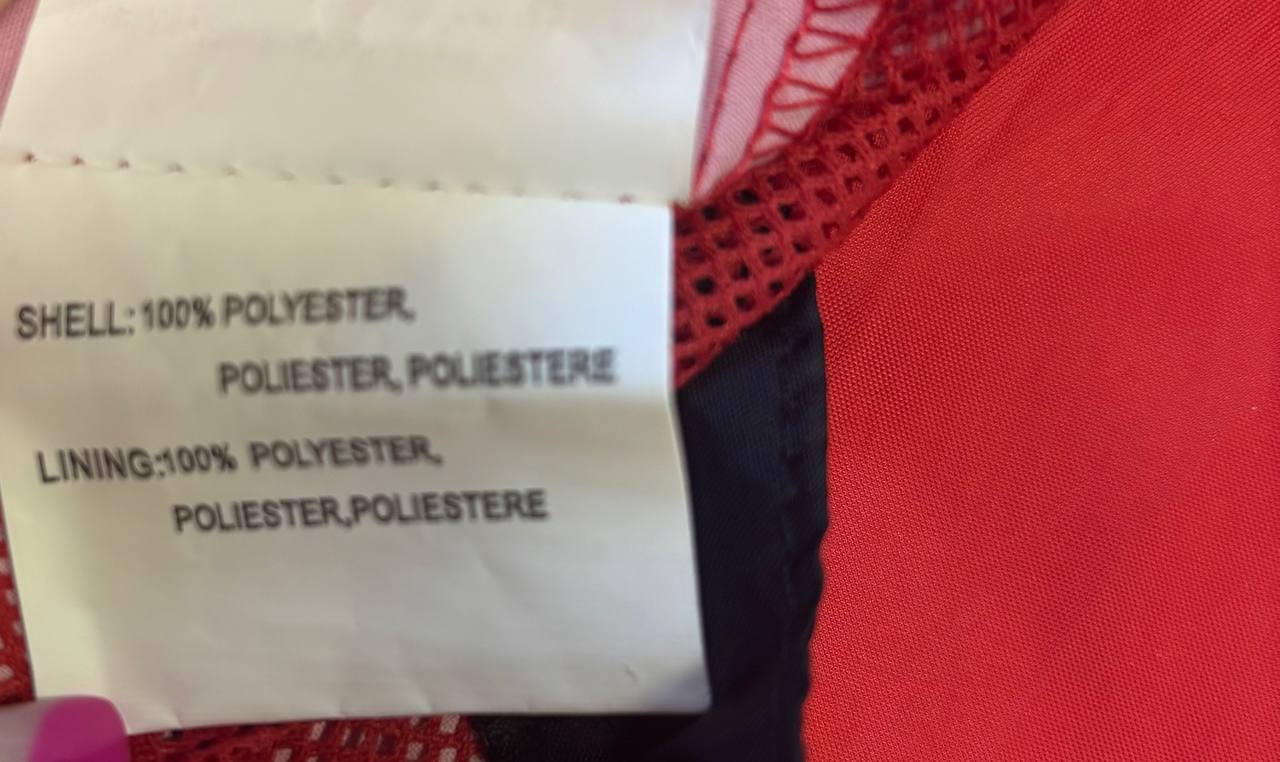 SHELL: 100% POLYESTER,
POLIESTER, POLIESTERE
LINING:100% POLYESTER,
POLIESTER,POLIESTERE